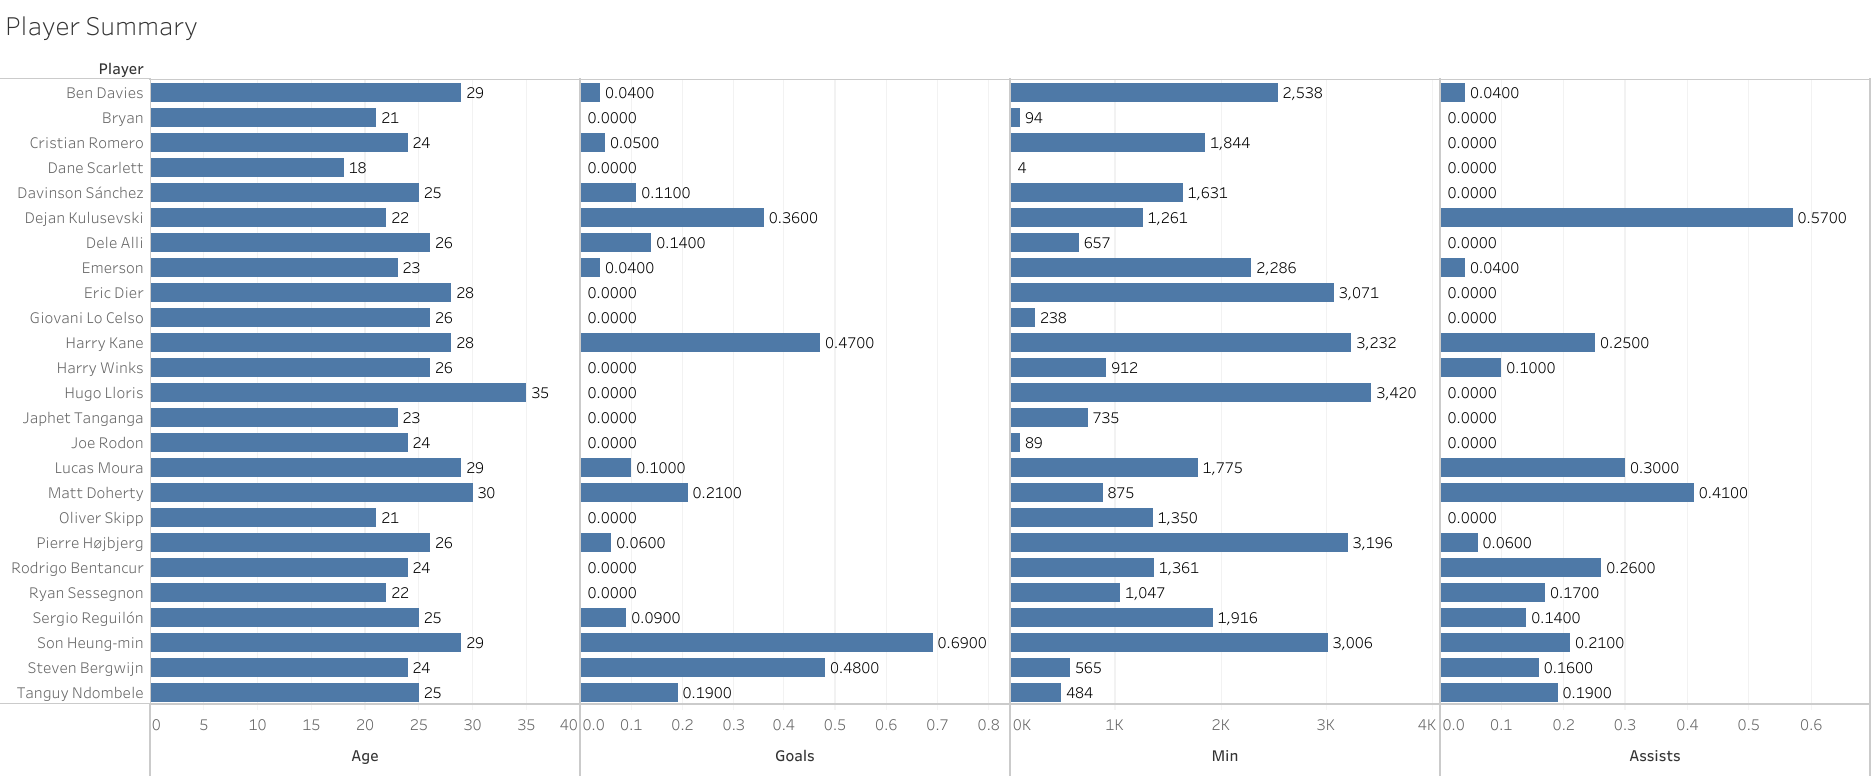 Player Summary
Player
Ben Davies 29 0.0400 2,538 0.0400
Bryan 21 0.0000 94 0.0000
Cristian Romero 24 0.0500 1,844 0.0000
Dane Scarlett 18 0.0000 4 0.0000
Davinson Sánchez 25 0.1100 1,631 0.0000
Dejan Kulusevski 22 0.3600 1,261 0.5700
Dele Alli 26 0.1400 657 0.0000
Emerson 23 0.0400 2,286 0.0400
Eric Dier 28 0.0000 3,071 0.0000
Giovani Lo Celso 26 0.0000 238 0.0000
Harry Kane 28 0.4700 3,232 0.2500
Harry Winks 26 0.0000 912 0.1000
Hugo Lloris 35 0.0000 3,420 0.0000
Japhet Tanganga 23 0.0000 735 0.0000
Joe Rodon 24 0.0000 89 0.0000
Lucas Moura 29 0.1000 1,775 0.3000
Matt Doherty 30 0.2100 875 0.4100
Oliver Skipp 21 0.0000 1,350 0.0000
Pierre Højbjerg 26 0.0600 3,196 0.0600
Rodrigo Bentancur 24 0.0000 1,361 0.2600
Ryan Sessegnon 22 0.0000 1,047 0.1700
Sergio Reguilón 25 0.0900 1,916 0.1400
Son Heung-min 29 0.6900 3,006 0.2100
Steven Bergwijn 24 0.4800 565 0.1600
Tanguy Ndombele 25 0.1900 484 0.1900
0 5 10 15 20 25 30 35 40 0.0 0.1 0.2 0.3 0.4 0.5 0.6 0.7 0.8 0K 1K 2K 3K 4K 0.0 0.1 0.2 0.3 0.4 0.5 0.6
Age Goals Min Assists